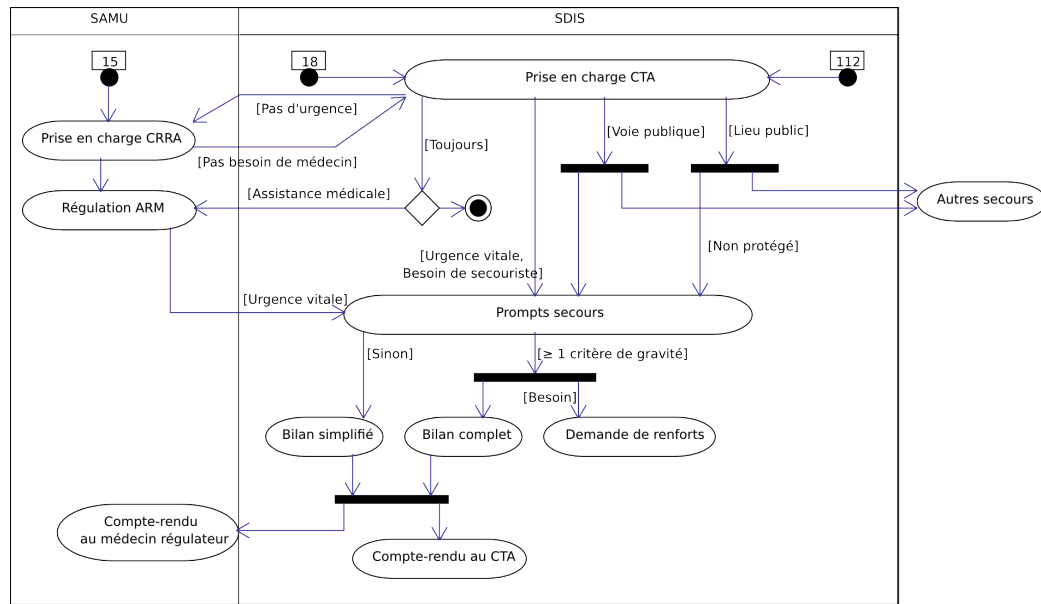 SAMU
SDIS
15
18
112
Prise en charge CTA
[Pas d'urgence]
[Voie publique]
[Lieu public]
Prise en charge CRRA
[Toujours]
[Pas besoin de médecin]
[Assistance médicale]
Régulation ARM
Autres secours
[Non protégé]
[Urgence vitale,
Besoin de secouriste]
[Urgence vitale]
Prompts secours
[Sinon]
[≥ 1 critère de gravité]
[Besoin]
Bilan simplifié
Bilan complet
Demande de renforts
Compte-rendu
au médecin régulateur
Compte-rendu au CTA